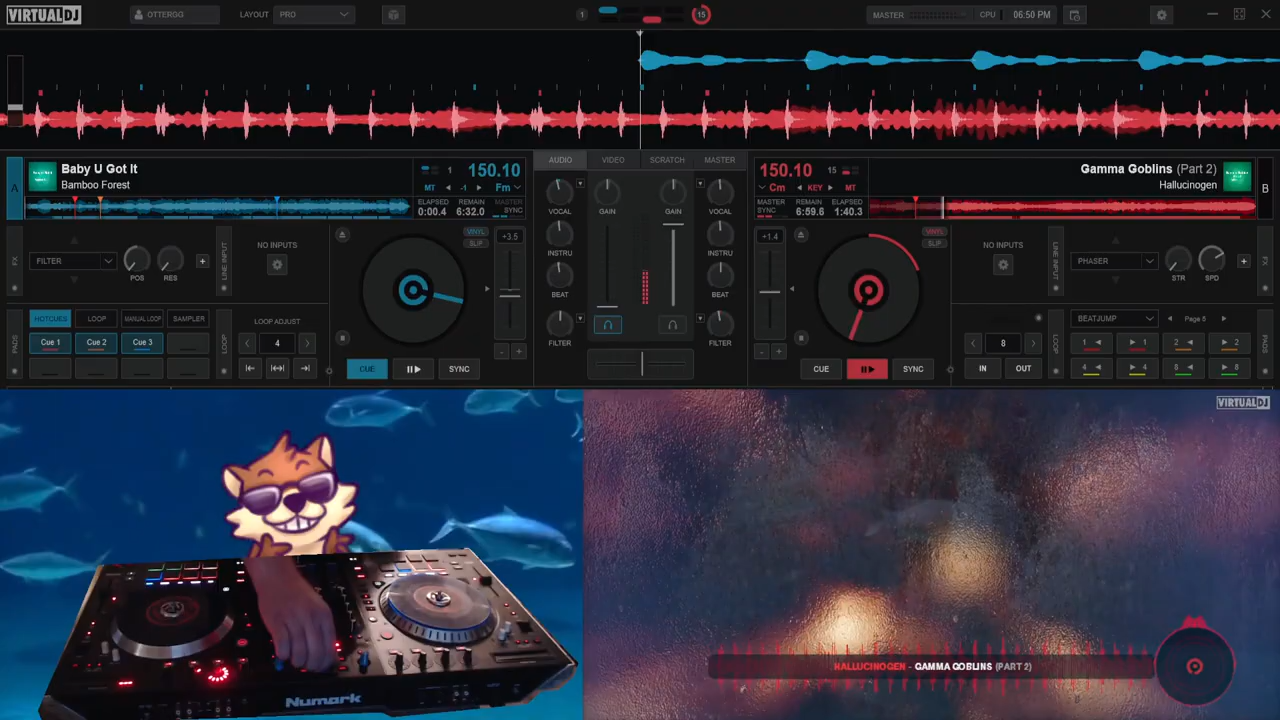 VIRTUALDJ
OTTERGG
LAYOUT PRO
1
15
MASTER CPU 06:50 PM
A
Baby U Got It
Bamboo Forest
1 150.10
MT -1 Fm
ELAPSED REMAIN MASTER SYNC
0:00.4 6:32.0
AUDIO VIDEO SCRATCH MASTER
150.10 15
Cm KEY MT
MASTER SYNC REMAIN ELAPSED
6:59.6 1:40.3
Gamma Goblins (Part 2)
Hallucinogen
B
FX
FILTER
POS RES
+
LINE INPUT
NO INPUTS
VINYL
SLIP
+3.5
VOCAL GAIN GAIN VOCAL
INSTRU INSTRU
BEAT BEAT
FILTER FILTER
+1.4
VINYL
SLIP
NO INPUTS
LINE INPUT
PHASER
STR SPD
+
FX
PADS
HOTCUES LOOP MANUAL LOOP SAMPLER
Cue 1 Cue 2 Cue 3
LOOP
LOOP ADJUST
4
CUE SYNC
- +
- +
CUE SYNC
8
IN OUT
LOOP
BEATJUMP Page 8
1 1 2 2
4 4 8 8
PADS
VIRTUALDJ
Numark
HALLUCINOGEN - GAMMA GOBLINS (PART 2)